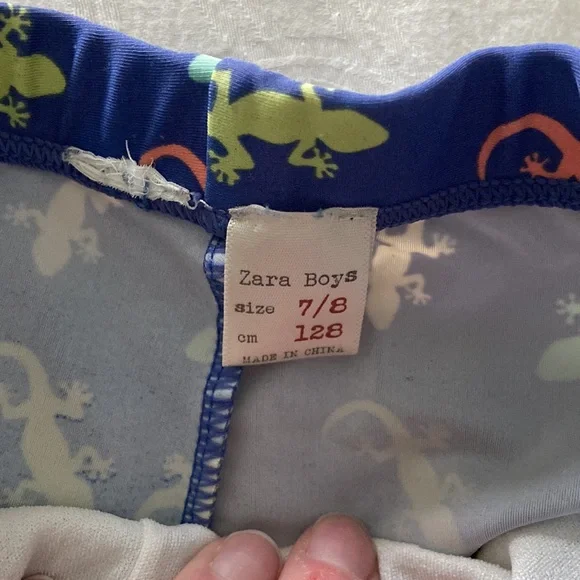 Zara Boys
size 7/8
cm 128
MADE IN CHINA